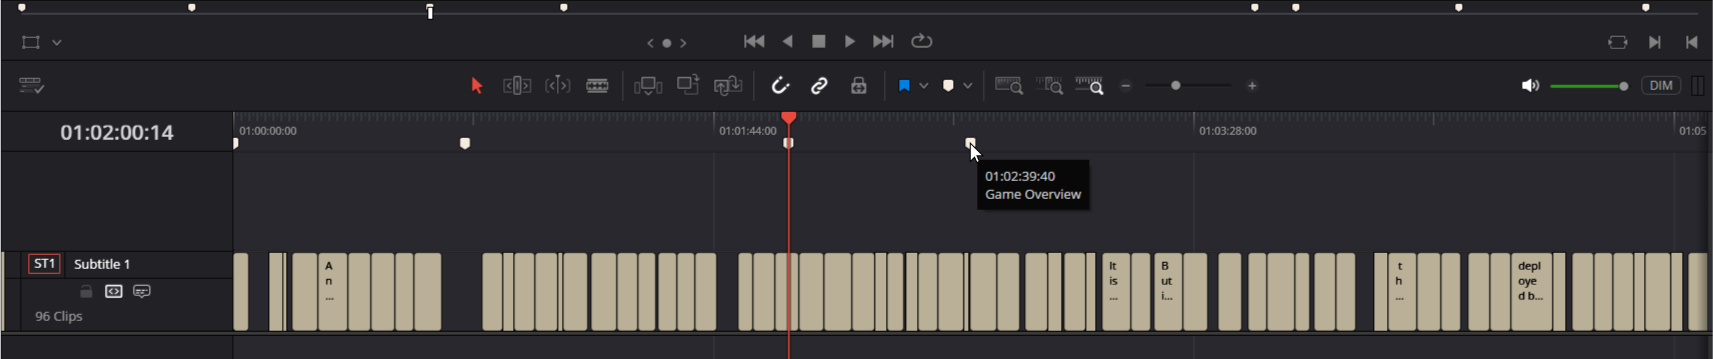 DIM
01:02:00:14
01:00:00:00
01:01:44:00
01:03:28:00
01:05
01:02:39:40
Game Overview
ST1
Subtitle 1
96 Clips
A
n
...
It
is
...
B
ut
i...
t
h
...
depl
oye
d b...